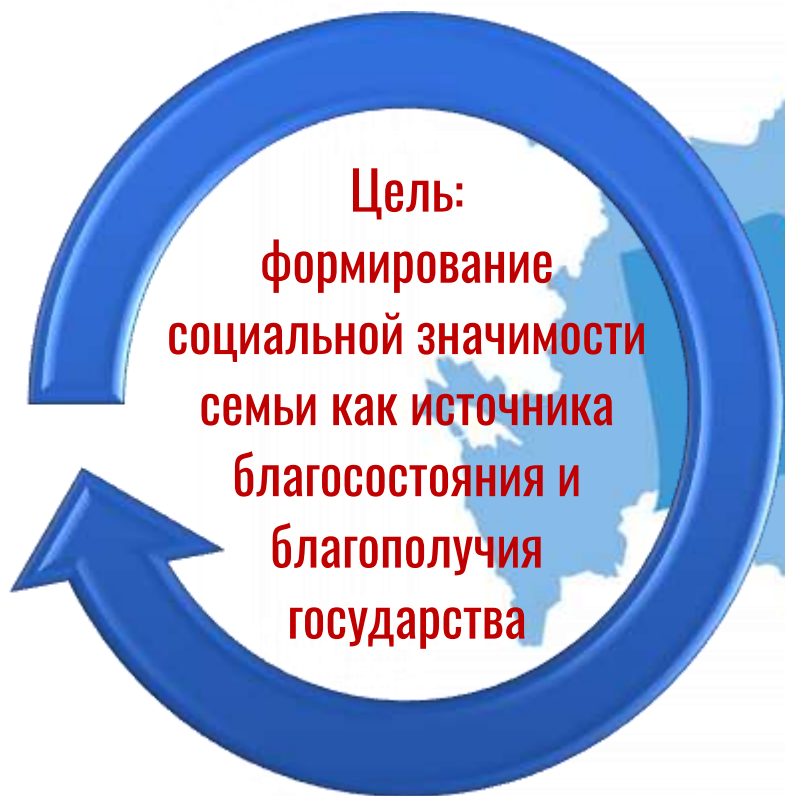 Цель:
формирование
социальной значимости
семьи как источника
благосостояния и
благополучия
государства